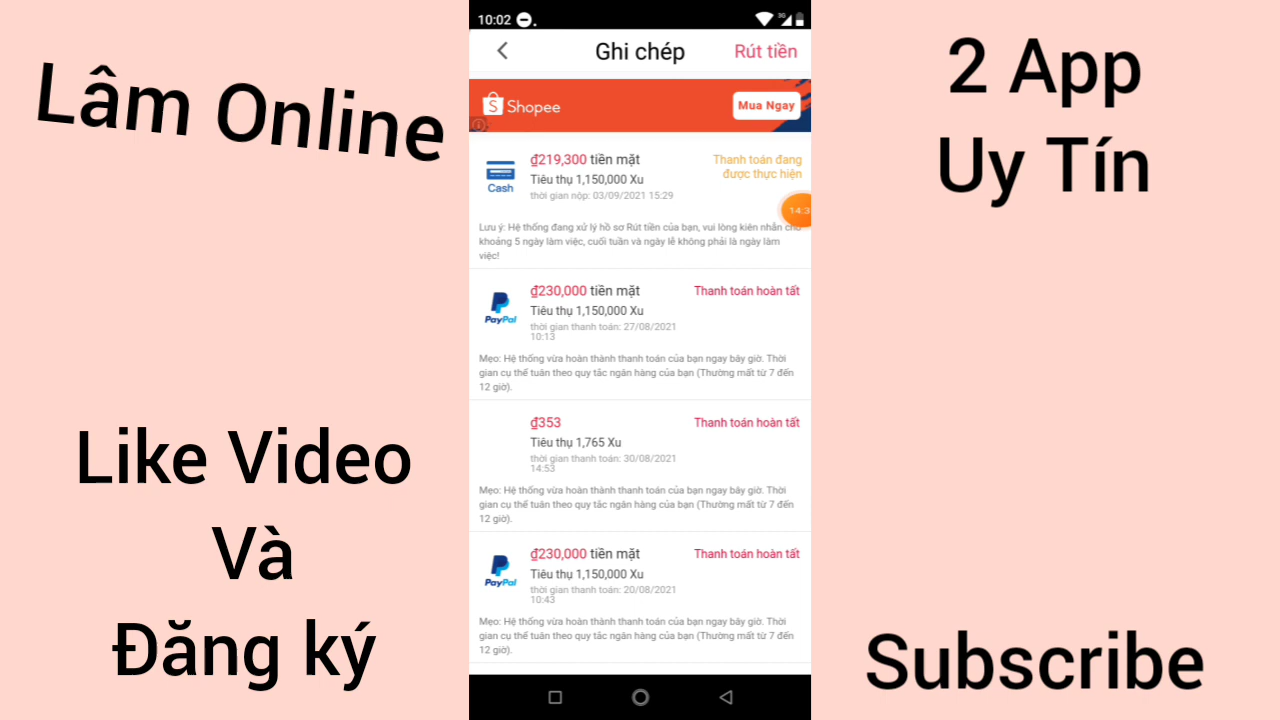 Lâm Online
Like Video
Và
Đăng ký
10:02
3G
Ghi chép
Rút tiền
Shopee
Mua Ngay
Cash
₫219,300 tiền mặt
Tiêu thụ 1,150,000 Xu
thời gian nộp: 03/09/2021 15:29
Thanh toán đang
được thực hiện
14:3
Lưu ý: Hệ thống đang xử lý hồ sơ Rút tiền của bạn, vui lòng kiên nhẫn chờ
khoảng 5 ngày làm việc, cuối tuần và ngày lễ không phải là ngày làm
việc!
PayPal
₫230,000 tiền mặt
Tiêu thụ 1,150,000 Xu
thời gian thanh toán: 27/08/2021
10:13
Thanh toán hoàn tất
Mẹo: Hệ thống vừa hoàn thành thanh toán của bạn ngay bây giờ. Thời
gian cụ thể tuân theo quy tắc ngân hàng của bạn (Thường mất từ 7 đến
12 giờ).
₫353
Tiêu thụ 1,765 Xu
thời gian thanh toán: 30/08/2021
14:53
Thanh toán hoàn tất
Mẹo: Hệ thống vừa hoàn thành thanh toán của bạn ngay bây giờ. Thời
gian cụ thể tuân theo quy tắc ngân hàng của bạn (Thường mất từ 7 đến
12 giờ).
PayPal
₫230,000 tiền mặt
Tiêu thụ 1,150,000 Xu
thời gian thanh toán: 20/08/2021
10:43
Thanh toán hoàn tất
Mẹo: Hệ thống vừa hoàn thành thanh toán của bạn ngay bây giờ. Thời
gian cụ thể tuân theo quy tắc ngân hàng của bạn (Thường mất từ 7 đến
12 giờ).
2 App
Uy Tín
Subscribe